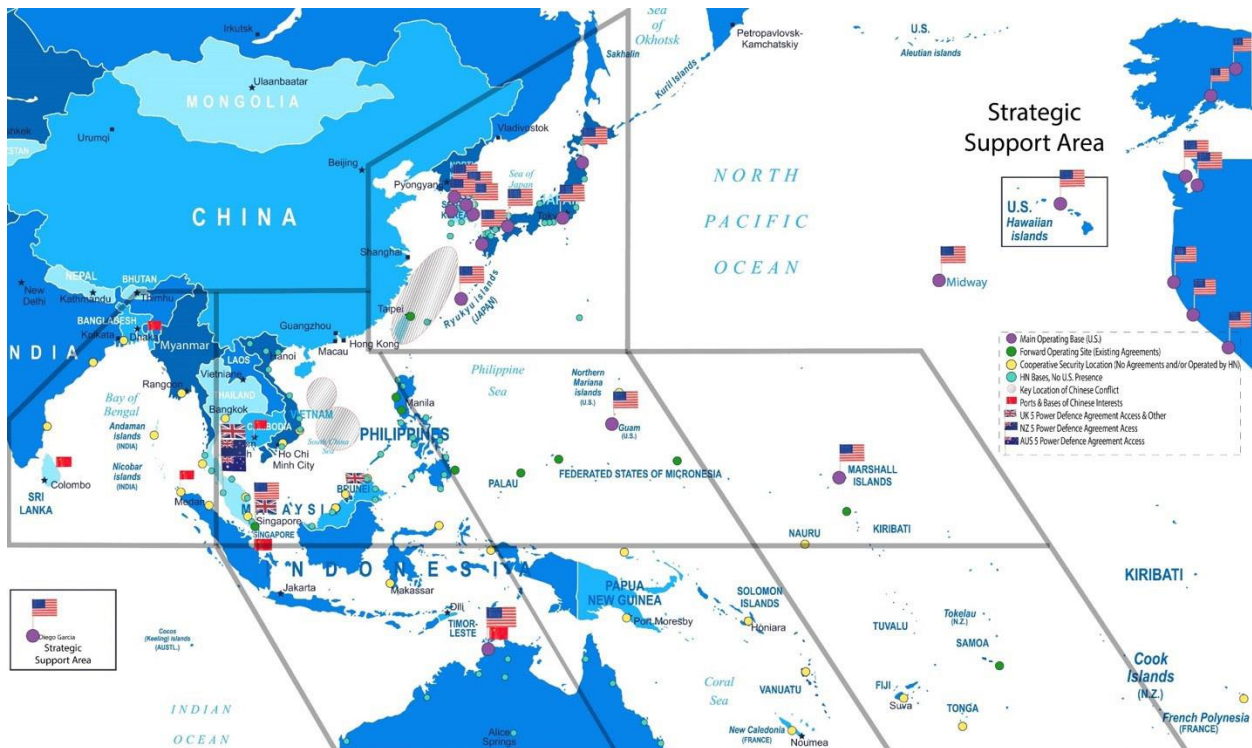 Sea
of
Okhotsk
Irkutsk
Petropavlovsk-
Kamchatskiy
U.S.
Aleutian islands
Sakhalin
Kuril Islands
Ulaanbaatar
MONGOLIA
Urumqi
Vladivostok
Strategic
Support Area
Beijing
Pyongyang
Sea of
Japan
NORTH
PACIFIC
OCEAN
U.S.
Hawaiian
islands
CHINA
Shanghai
Midway
NEPAL
BHUTAN
New
Delhi
Kathmandu
Thimhu
Ryukyu islands
(JAPAN)
BANGLADESH
Dhaka
Kolkata
Taipei
Guangzhou
Hong Kong
Macau
Myanmar
Hanoi
LAOS
Vietniane
Main Operating Base (U.S.)
Forward Operating Site (Existing Agreements)
Cooperative Security Location (No Agreements and/or Operated by HN)
HN Bases, No U.S. Presence
Key Location of Chinese Conflict
Ports & Bases of Chinese Interests
UK 5 Power Defence Agreement Access & Other
NZ 5 Power Defence Agreement Access
AUS 5 Power Defence Agreement Access
Rangoon
THAILAND
Philippine
Sea
Northern
Mariana
islands
(U.S.)
Bay of
Bengal
Bangkok
Manila
VIETNAM
Guam
(U.S.)
Andaman
islands
(INDIA)
PHILIPPINES
South China
Sea
Ho Chi
Minh City
Nicobar
islands
(INDIA)
SRI
LANKA
Colombo
PALAU
FEDERATED STATES OF MICRONESIA
MARSHALL
ISLANDS
Medan
BRUNEI
MALAYSIA
Singapore
SINGAPORE
NAURU
KIRIBATI
INDONESIA
KIRIBATI
Jakarta
Makassar
PAPUA
NEW GUINEA
SOLOMON
ISLANDS
Dili
TIMOR-
LESTE
Port Moresby
Honiara
TUVALU
Tokelau
(N.Z.)
SAMOA
Diego Garcia
Strategic
Support Area
Cocos
(Keeling) Islands
(AUSTL.)
Coral
Sea
VANUATU
FIJI
Suva
Cook
Islands
(N.Z.)
TONGA
French Polynesia
(FRANCE)
INDIAN
OCEAN
New Caledonia
(FRANCE)
Noumea
Alice
Springs